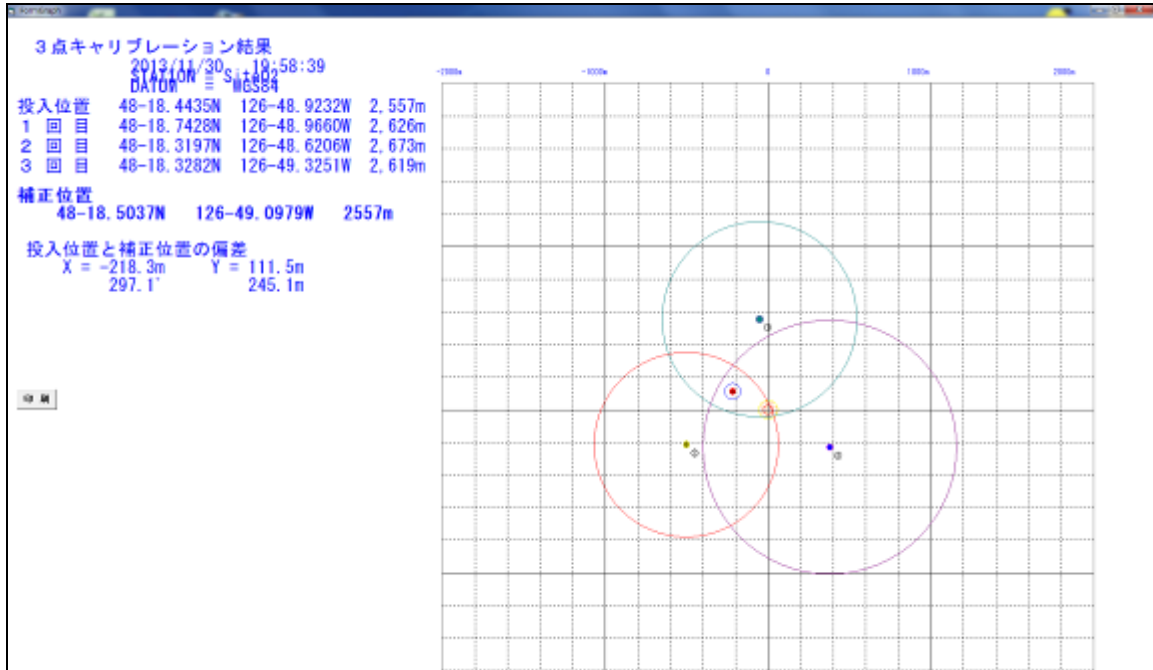 FormGraph
3点キャリブレーション結果
2013/11/30 19:58:39
STATION = Site02
DATUM = WGS84
投入位置 48-18.4435N 126-48.9232W 2,557m
1 回 目 48-18.7428N 126-48.9660W 2,626m
2 回 目 48-18.3197N 126-48.6206W 2,673m
3 回 目 48-18.3282N 126-49.3251W 2,619m
補正位置
48-18.5037N 126-49.0979W 2557m
投入位置と補正位置の偏差
X = -218.3m Y = 111.5m
297.1° 245.1m
印 刷
-2000m -1000m 0 1000m 2000m